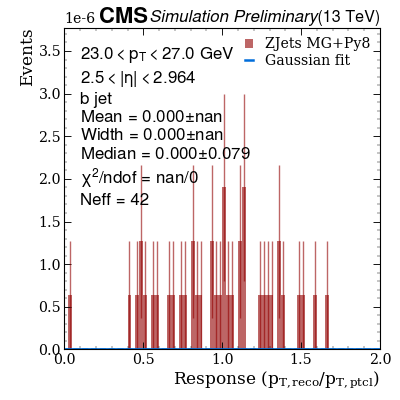 1e-6 CMS Simulation Preliminary (13 TeV)
Events
3.5
3.0
2.5
2.0
1.5
1.0
0.5
0.0
23.0 < p_T < 27.0 GeV
2.5 < |η| < 2.964
b jet
Mean = 0.000±nan
Width = 0.000±nan
Median = 0.000±0.079
χ²/ndof = nan/0
Neff = 42
ZJets MG+Py8
Gaussian fit
0.0 0.5 1.0 1.5 2.0
Response (p_T,reco/p_T,ptcl)